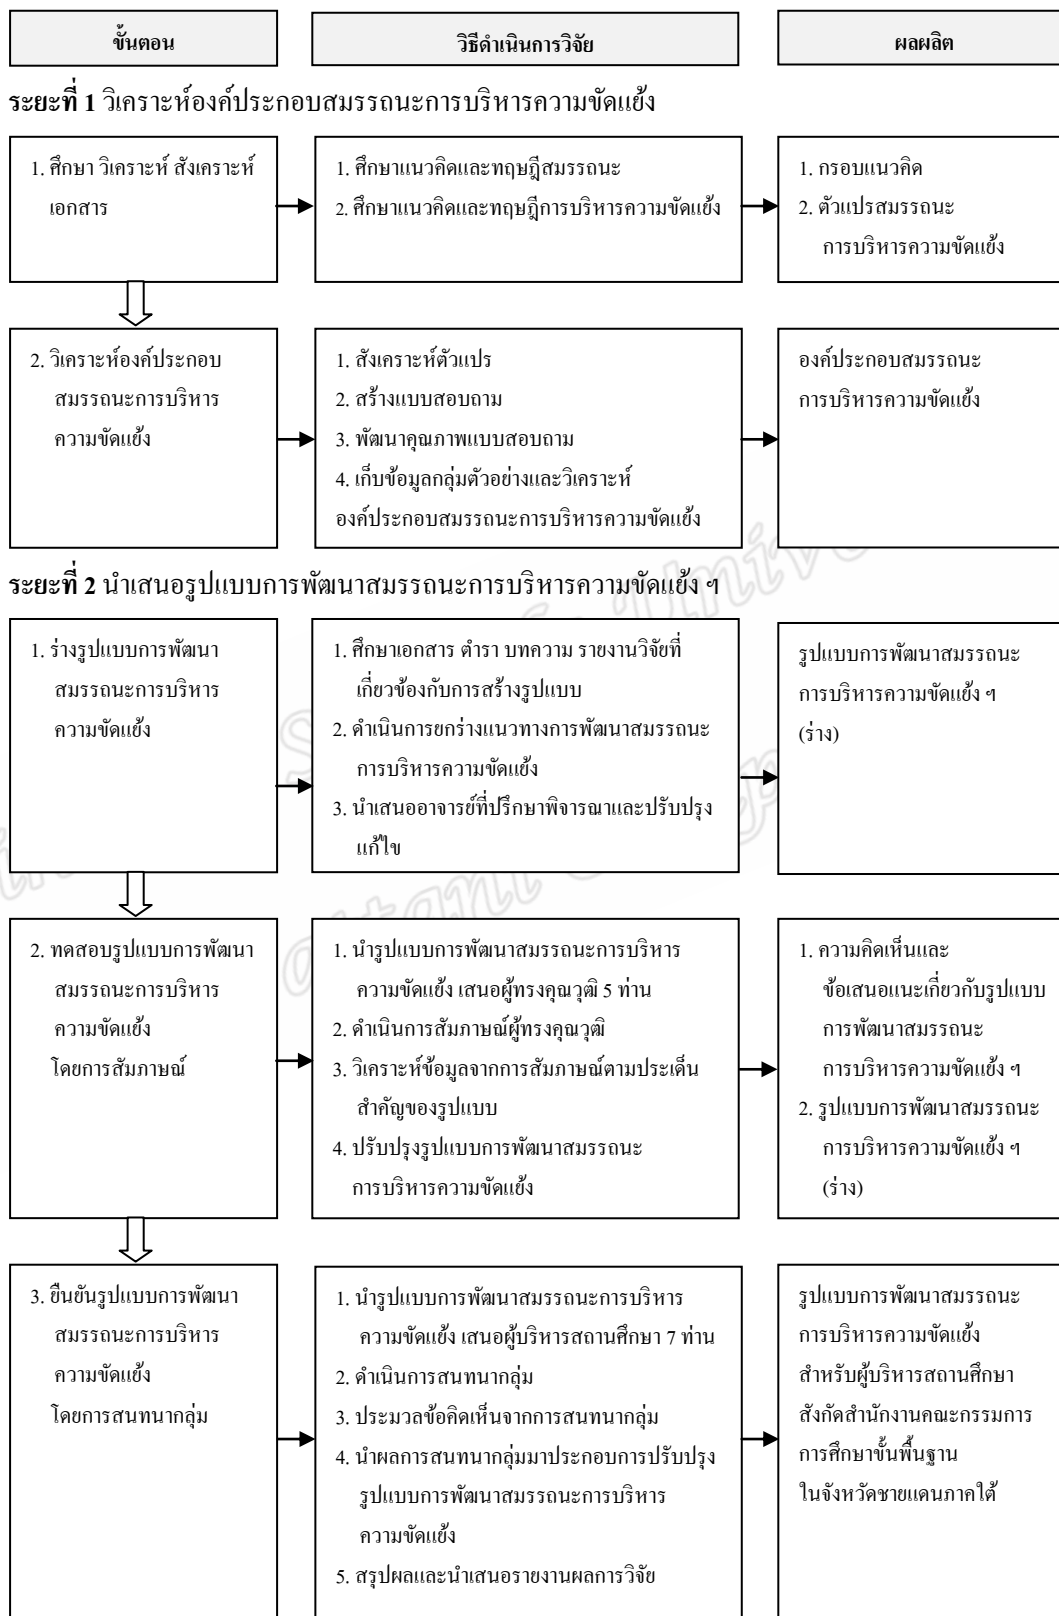 ขั้นตอน
วิธีดำเนินการวิจัย
ผลผลิต
ระยะที่ 1 วิเคราะห์องค์ประกอบสมรรถนะการบริหารความขัดแย้ง
1. ศึกษา วิเคราะห์ สังเคราะห์
เอกสาร
1. ศึกษาแนวคิดและทฤษฎีสมรรถนะ
2. ศึกษาแนวคิดและทฤษฎีการบริหารความขัดแย้ง
1. กรอบแนวคิด
2. ตัวแปรสมรรถนะ
การบริหารความขัดแย้ง
2. วิเคราะห์องค์ประกอบ
สมรรถนะการบริหาร
ความขัดแย้ง
1. สังเคราะห์ตัวแปร
2. สร้างแบบสอบถาม
3. พัฒนาคุณภาพแบบสอบถาม
4. เก็บข้อมูลกลุ่มตัวอย่างและวิเคราะห์
องค์ประกอบสมรรถนะการบริหารความขัดแย้ง
องค์ประกอบสมรรถนะ
การบริหารความขัดแย้ง
ระยะที่ 2 นำเสนอรูปแบบการพัฒนาสมรรถนะการบริหารความขัดแย้ง ฯ
1. ร่างรูปแบบการพัฒนา
สมรรถนะการบริหาร
ความขัดแย้ง
1. ศึกษาเอกสาร ตำรา บทความ รายงานวิจัยที่
เกี่ยวข้องกับการสร้างรูปแบบ
2. ดำเนินการยกร่างแนวทางการพัฒนาสมรรถนะ
การบริหารความขัดแย้ง
3. นำเสนออาจารย์ที่ปรึกษาพิจารณาและปรับปรุง
แก้ไข
รูปแบบการพัฒนาสมรรถนะ
การบริหารความขัดแย้ง ฯ
(ร่าง)
2. ทดสอบรูปแบบการพัฒนา
สมรรถนะการบริหาร
ความขัดแย้ง
โดยการสัมภาษณ์
1. นำรูปแบบการพัฒนาสมรรถนะการบริหาร
ความขัดแย้ง เสนอผู้ทรงคุณวุฒิ 5 ท่าน
2. ดำเนินการสัมภาษณ์ผู้ทรงคุณวุฒิ
3. วิเคราะห์ข้อมูลจากการสัมภาษณ์ตามประเด็น
สำคัญของรูปแบบ
4. ปรับปรุงรูปแบบการพัฒนาสมรรถนะ
การบริหารความขัดแย้ง
1. ความคิดเห็นและ
ข้อเสนอแนะเกี่ยวกับรูปแบบ
การพัฒนาสมรรถนะ
การบริหารความขัดแย้ง ฯ
2. รูปแบบการพัฒนาสมรรถนะ
การบริหารความขัดแย้ง ฯ
(ร่าง)
3. ยืนยันรูปแบบการพัฒนา
สมรรถนะการบริหาร
ความขัดแย้ง
โดยการสนทนากลุ่ม
1. นำรูปแบบการพัฒนาสมรรถนะการบริหาร
ความขัดแย้ง เสนอผู้บริหารสถานศึกษา 7 ท่าน
2. ดำเนินการสนทนากลุ่ม
3. ประมวลข้อคิดเห็นจากการสนทนากลุ่ม
4. นำผลการสนทนากลุ่มมาประกอบการปรับปรุง
รูปแบบการพัฒนาสมรรถนะการบริหาร
ความขัดแย้ง
5. สรุปผลและนำเสนอรายงานผลการวิจัย
รูปแบบการพัฒนาสมรรถนะ
การบริหารความขัดแย้ง
สำหรับผู้บริหารสถานศึกษา
สังกัดสำนักงานคณะกรรมการ
การศึกษาขั้นพื้นฐาน
ในจังหวัดชายแดนภาคใต้